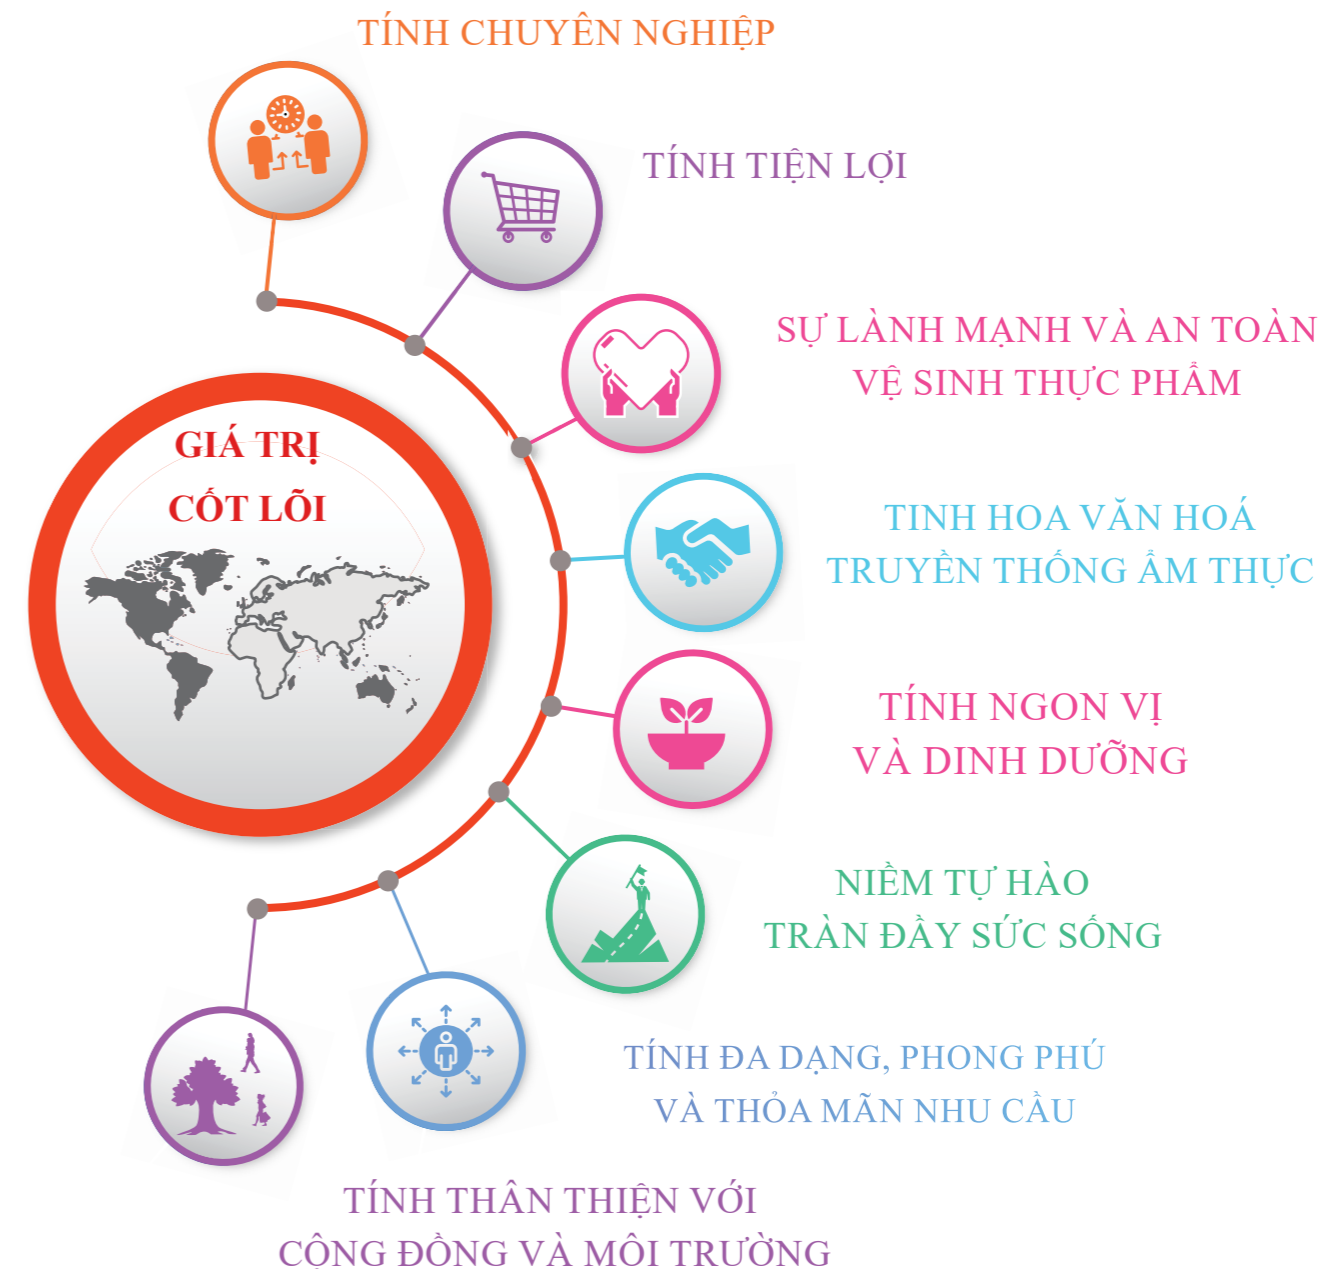 TÍNH CHUYÊN NGHIỆP
TÍNH TIỆN LỢI
SỰ LÀNH MẠNH VÀ AN TOÀN
VỆ SINH THỰC PHẨM
GIÁ TRỊ
CỐT LÕI
TINH HOA VĂN HOÁ
TRUYỀN THỐNG ẨM THỰC
TÍNH NGON VỊ
VÀ DINH DƯỠNG
NIỀM TỰ HÀO
TRÀN ĐẦY SỨC SỐNG
TÍNH ĐA DẠNG, PHONG PHÚ
VÀ THỎA MÃN NHU CẦU
TÍNH THÂN THIỆN VỚI
CỘNG ĐỒNG VÀ MÔI TRƯỜNG